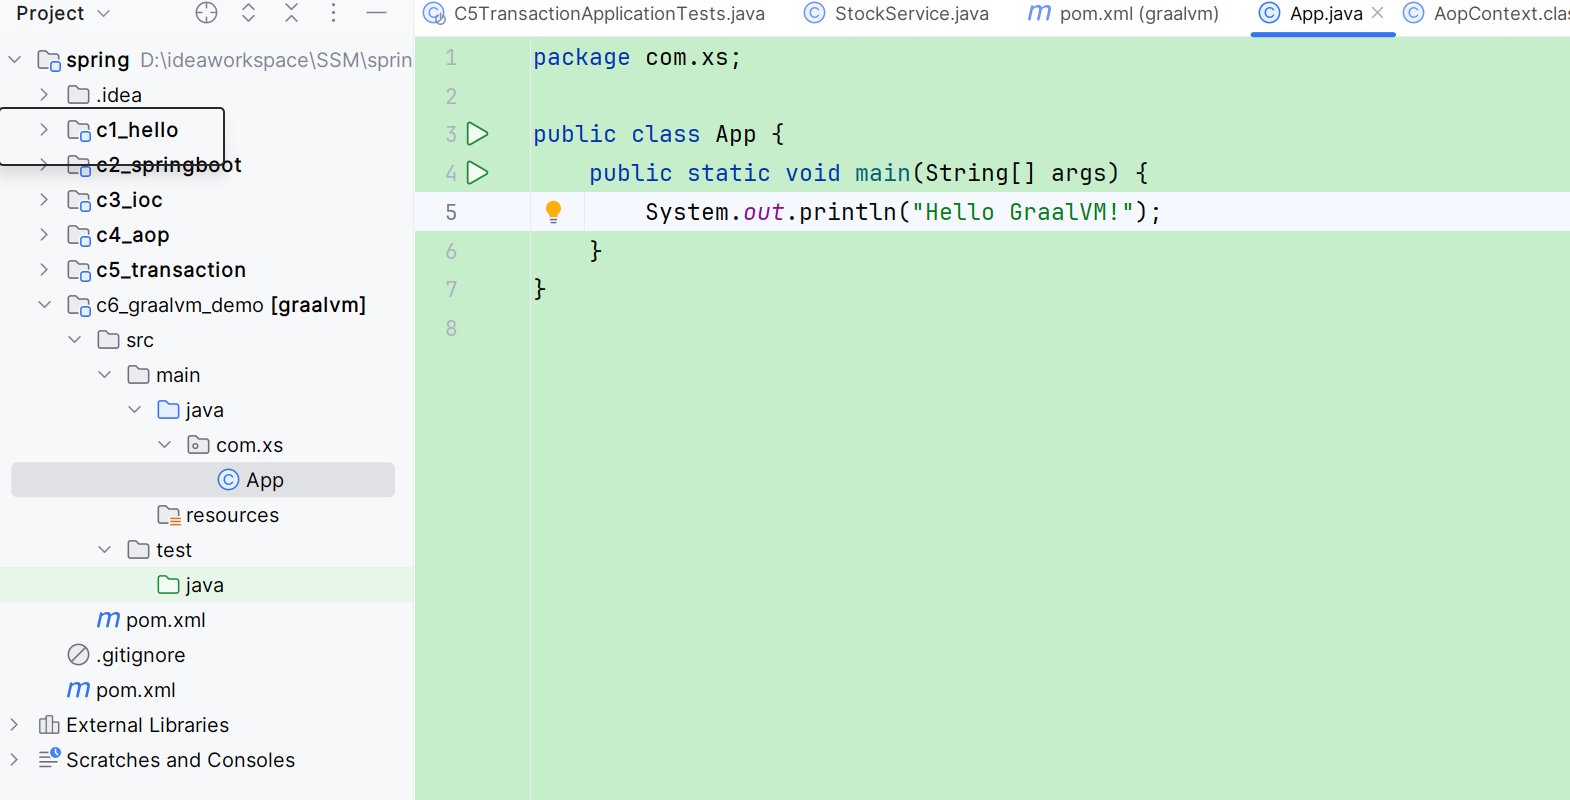 Project
C5TransactionApplicationTests.java StockService.java pom.xml (graalvm) App.java AopContext.clas
spring D:\ideaworkspace\SSM\sprin
.idea
c1_hello
c2_springboot
c3_ioc
c4_aop
c5_transaction
c6_graalvm_demo [graalvm]
src
main
java
com.xs
App
resources
test
java
pom.xml
.gitignore
pom.xml
External Libraries
Scratches and Consoles
1 package com.xs;
2
3 public class App {
4 public static void main(String[] args) {
5 System.out.println("Hello GraalVM!");
6 }
7 }
8